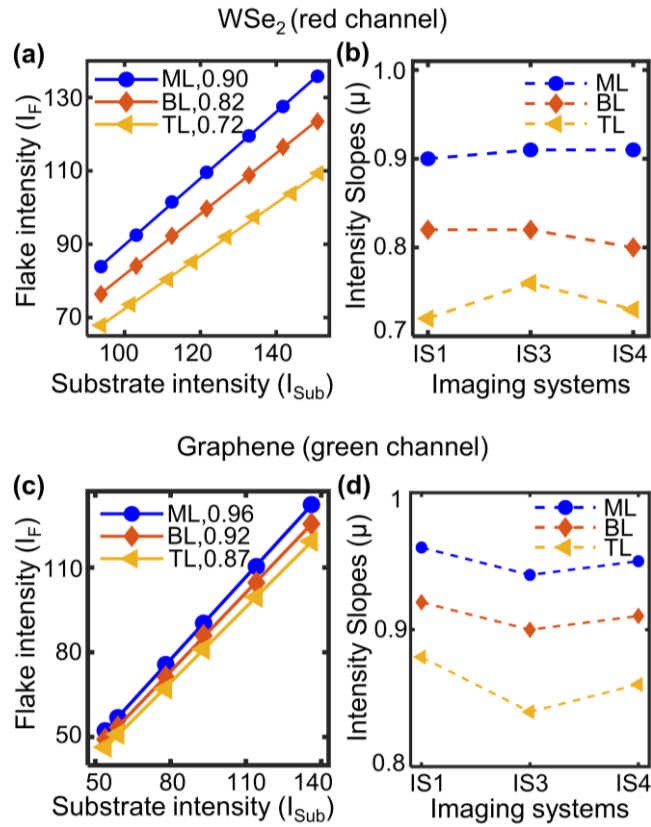 WSe₂ (red channel)
(a)
ML,0.90
BL,0.82
TL,0.72
Flake intensity (I_F)
130
110
90
70
100
120
140
Substrate intensity (I_Sub)
(b)
ML
BL
TL
Intensity Slopes (μ)
1.0
0.9
0.8
0.7
IS1
IS3
IS4
Imaging systems
Graphene (green channel)
(c)
ML,0.96
BL,0.92
TL,0.87
Flake intensity (I_F)
110
80
50
50
80
110
140
Substrate intensity (I_Sub)
(d)
ML
BL
TL
Intensity Slopes (μ)
1
0.9
0.8
IS1
IS3
IS4
Imaging systems